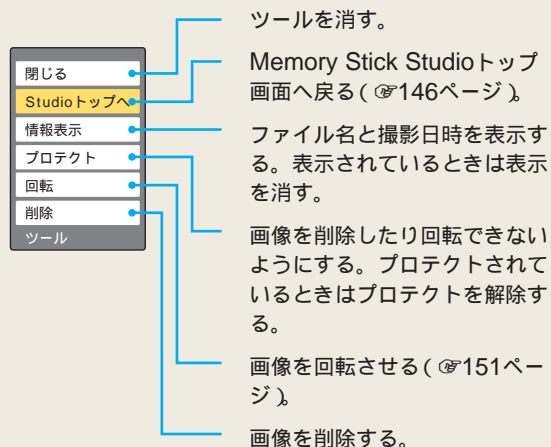 閉じる
Studioトップへ
情報表示
プロテクト
回転
削除
ツール
ツールを消す。
Memory Stick Studioトップ
画面へ戻る(☞146ページ)。
ファイル名と撮影日時を表示す
る。表示されているときは表示
を消す。
画像を削除したり回転できない
ようにする。プロテクトされて
いるときはプロテクトを解除す
る。
画像を回転させる(☞151ペー
ジ)。
画像を削除する。